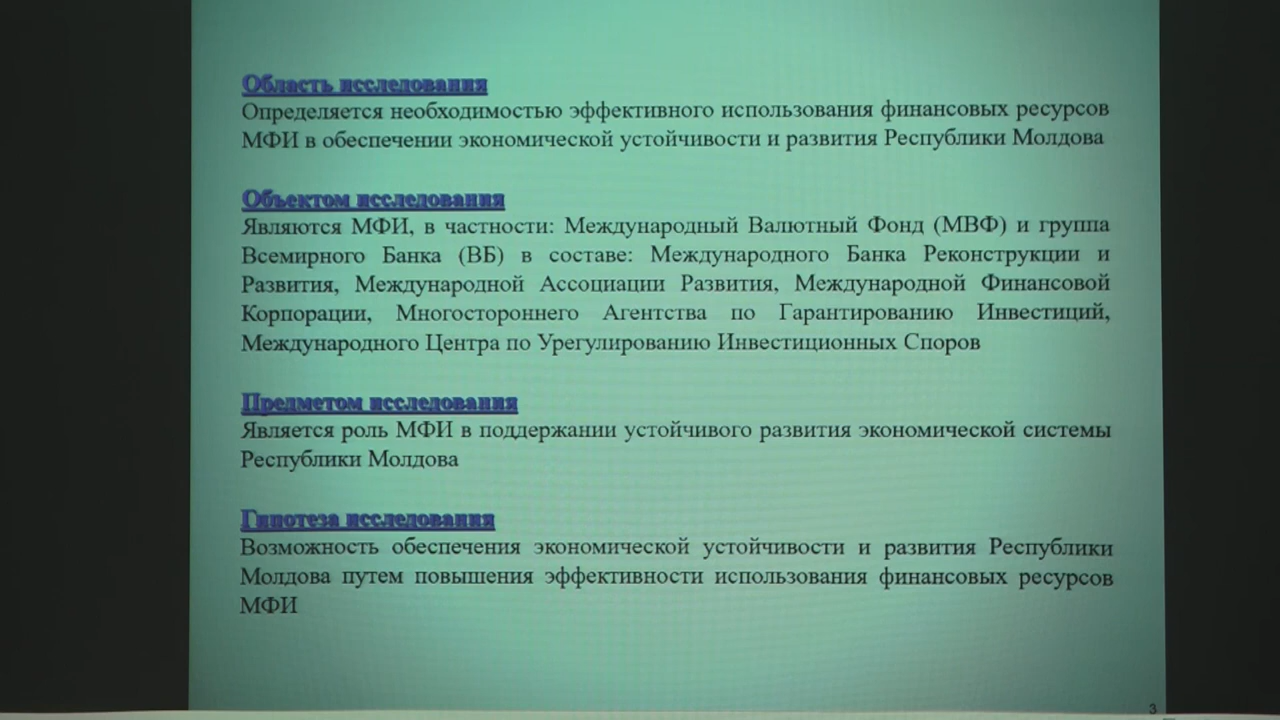 Область исследования
Определяется необходимостью эффективного использования финансовых ресурсов
МФИ в обеспечении экономической устойчивости и развития Республики Молдова
Объектом исследования
Являются МФИ, в частности: Международный Валютный Фонд (МВФ) и группа
Всемирного Банка (ВБ) в составе: Международного Банка Реконструкции и
Развития, Международной Ассоциации Развития, Международной Финансовой
Корпорации, Многостороннего Агентства по Гарантированию Инвестиций,
Международного Центра по Урегулированию Инвестиционных Споров
Предметом исследования
Является роль МФИ в поддержании устойчивого развития экономической системы
Республики Молдова
Гипотеза исследования
Возможность обеспечения экономической устойчивости и развития Республики
Молдова путем повышения эффективности использования финансовых ресурсов
МФИ
3